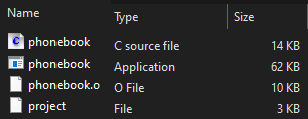 Name Type Size
phonebook C source file 14 KB
phonebook Application 62 KB
phonebook.o O File 10 KB
project File 3 KB